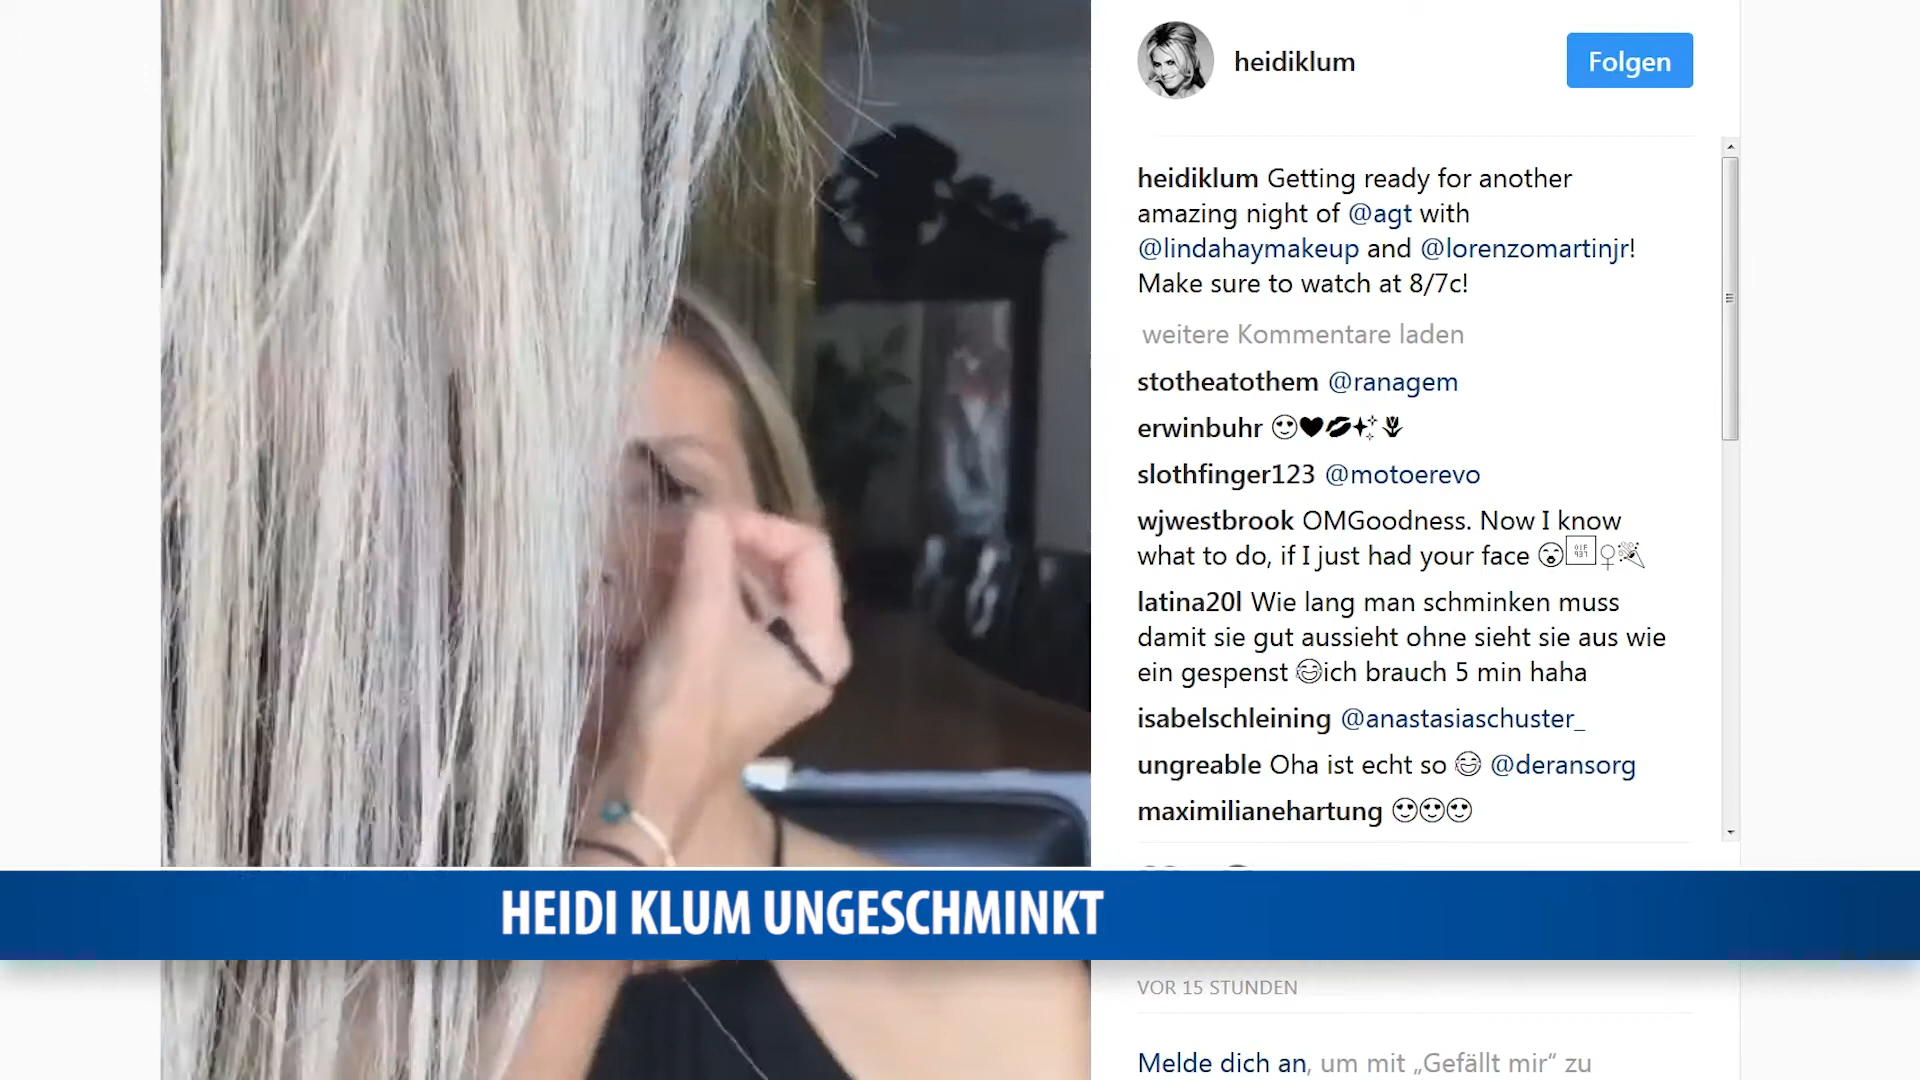 heidiklum
Folgen
heidiklum Getting ready for another
amazing night of @agt with
@lindahaymakeup and @lorenzomartinjr!
Make sure to watch at 8/7c!
weitere Kommentare laden
stotheatothem @ranagem
erwinbuhr 😍♥💋✨🌷
slothfinger123 @motoerevo
wjwestbrook OMGoodness. Now I know
what to do, if I just had your face 😮♀🎉
latina20l Wie lang man schminken muss
damit sie gut aussieht ohne sieht sie aus wie
ein gespenst 😂ich brauch 5 min haha
isabelschleining @anastasiaschuster_
ungreable Oha ist echt so 😂 @deransorg
maximilianehartung 😍😍😍
HEIDI KLUM UNGESCHMINKT
VOR 15 STUNDEN
Melde dich an, um mit „Gefällt mir“ zu